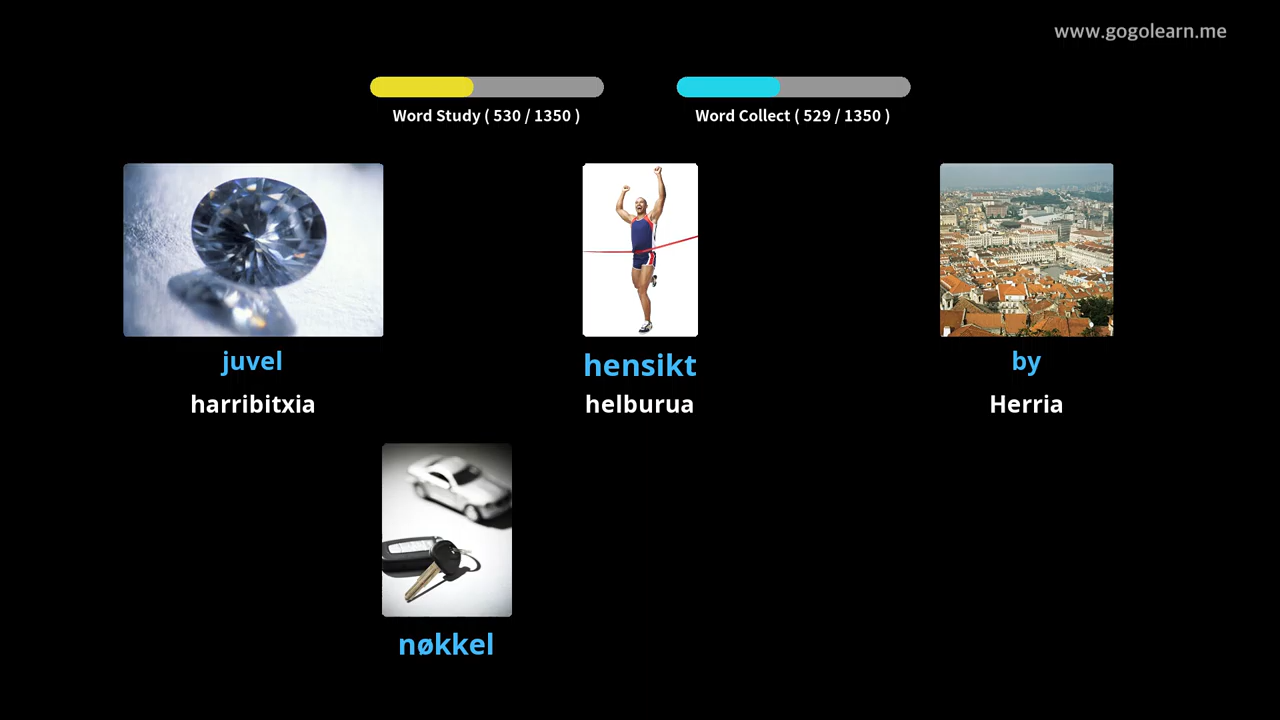 www.gogolearn.me
Word Study ( 530 / 1350 )
Word Collect ( 529 / 1350 )
juvel
hensikt
by
harribitxia
helburua
Herria
nøkkel